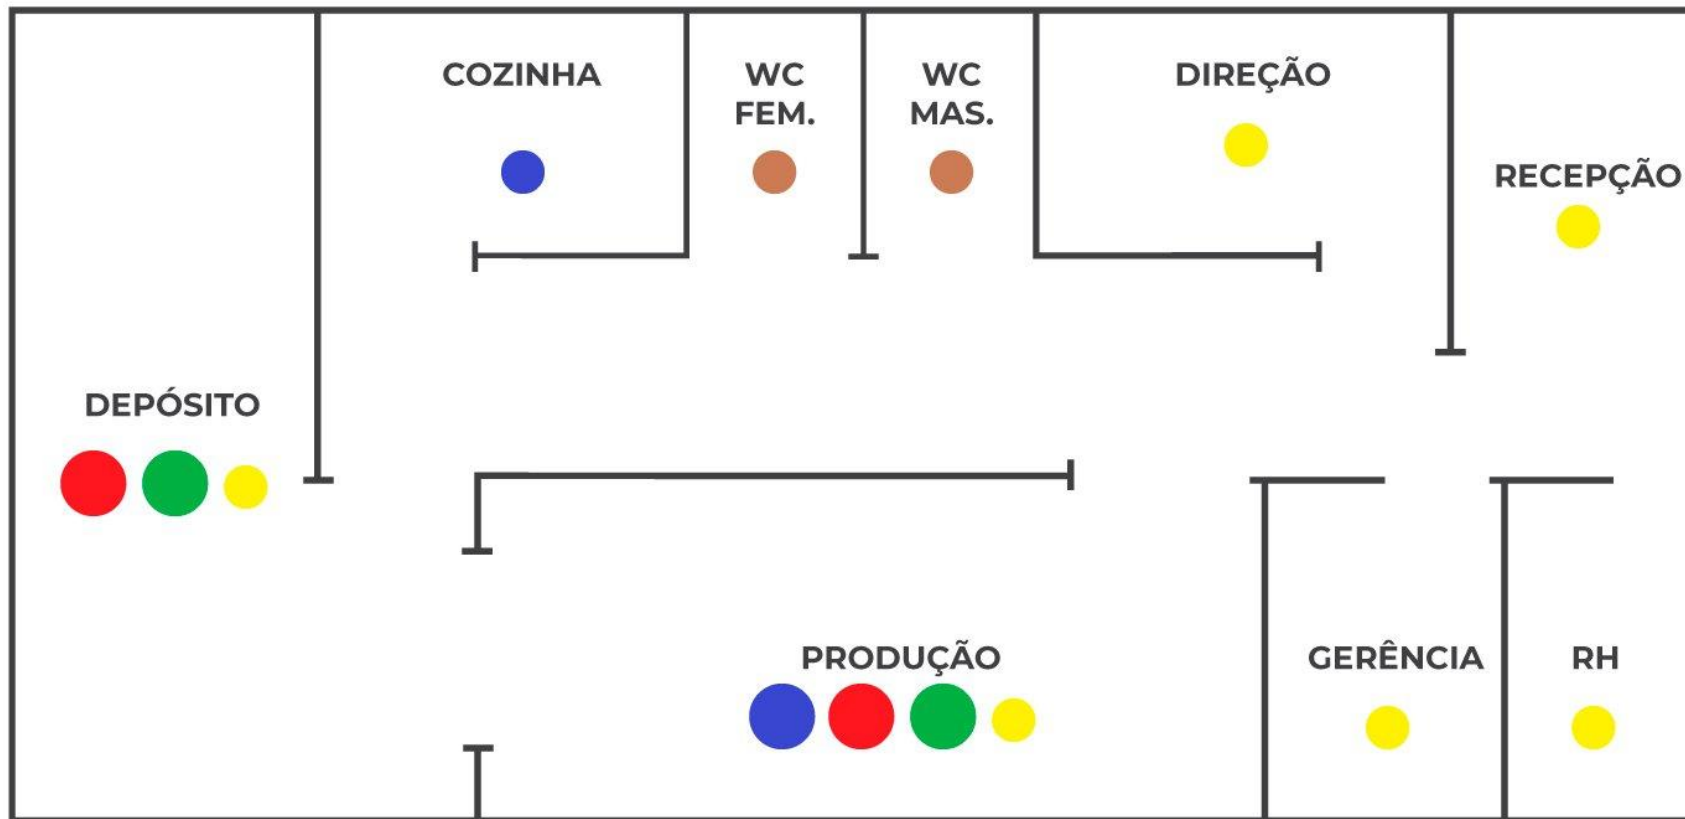 COZINHA
WC
FEM.
WC
MAS.
DIREÇÃO
RECEPÇÃO
DEPÓSITO
PRODUÇÃO
GERÊNCIA
RH